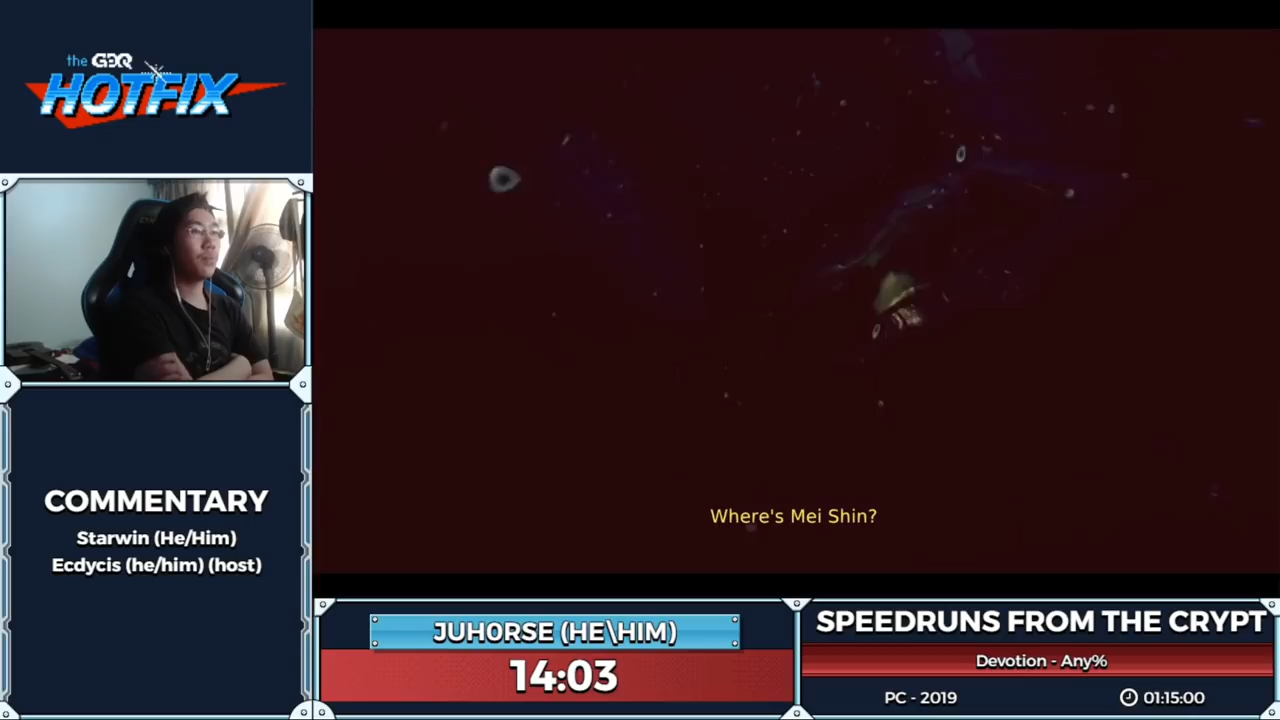 the GDQ
HOTFIX
COMMENTARY
Starwin (He/Him)
Ecdycis (he/him) (host)
Where's Mei Shin?
JUH0RSE (HE\HIM)
14:03
SPEEDRUNS FROM THE CRYPT
Devotion - Any%
PC - 2019
01:15:00